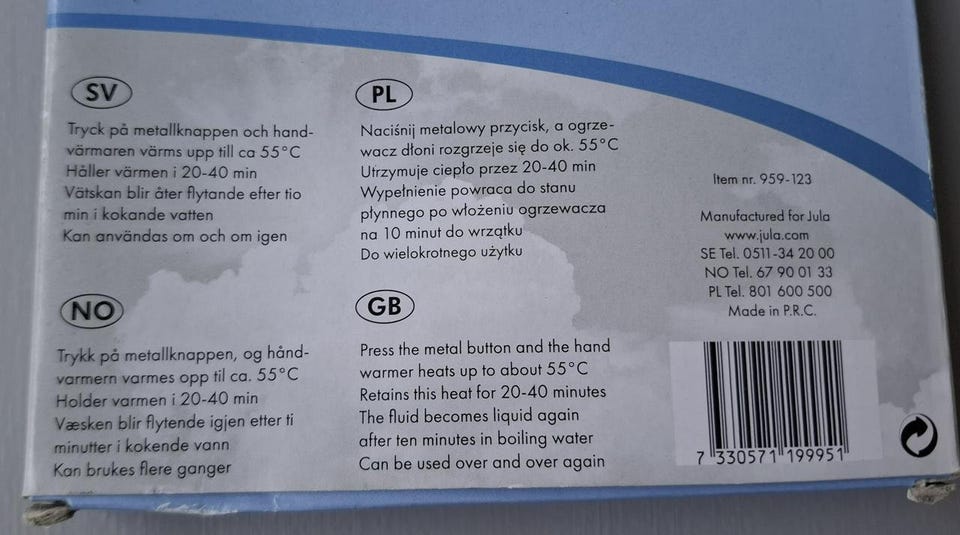 SV
Tryck på metallknappen och hand-
värmaren värms upp till ca 55°C
Håller värmen i 20-40 min
Vätskan blir åter flytande efter tio
min i kokande vatten
Kan användas om och om igen
PL
Naciśnij metalowy przycisk, a ogrze-
wacz dłoni rozgrzeje się do ok. 55°C
Utrzymuje ciepło przez 20-40 min
Wypełnienie powraca do stanu
płynnego po włożeniu ogrzewacza
na 10 minut do wrzątku
Do wielokrotnego użytku
NO
Trykk på metallknappen, og hånd-
varmern varmes opp til ca. 55°C
Holder varmen i 20-40 min
Væsken blir flytende igjen etter ti
minutter i kokende vann
Kan brukes flere ganger
GB
Press the metal button and the hand
warmer heats up to about 55°C
Retains this heat for 20-40 minutes
The fluid becomes liquid again
after ten minutes in boiling water
Can be used over and over again
Item nr. 959-123
Manufactured for Jula
www.jula.com
SE Tel. 0511-34 20 00
NO Tel. 67 90 01 33
PL Tel. 801 600 500
Made in P.R.C.
7 330571 199951